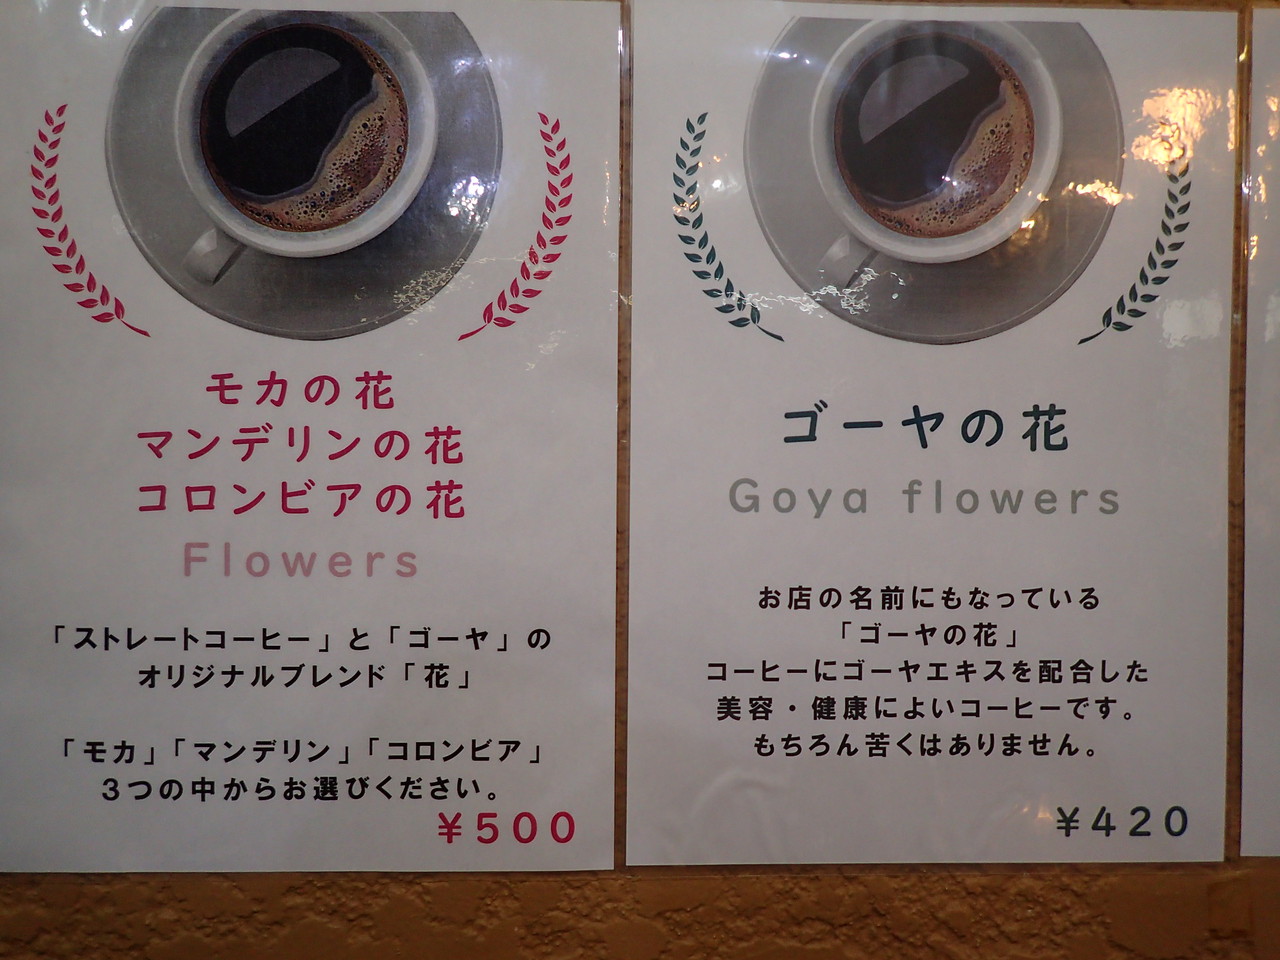 モカの花
マンデリンの花
コロンビアの花
Flowers
「ストレートコーヒー」と「ゴーヤ」の
オリジナルブレンド「花」
「モカ」「マンデリン」「コロンビア」
3つの中からお選びください。
¥500
ゴーヤの花
Goya flowers
お店の名前にもなっている
「ゴーヤの花」
コーヒーにゴーヤエキスを配合した
美容・健康によいコーヒーです。
もちろん苦くはありません。
¥420